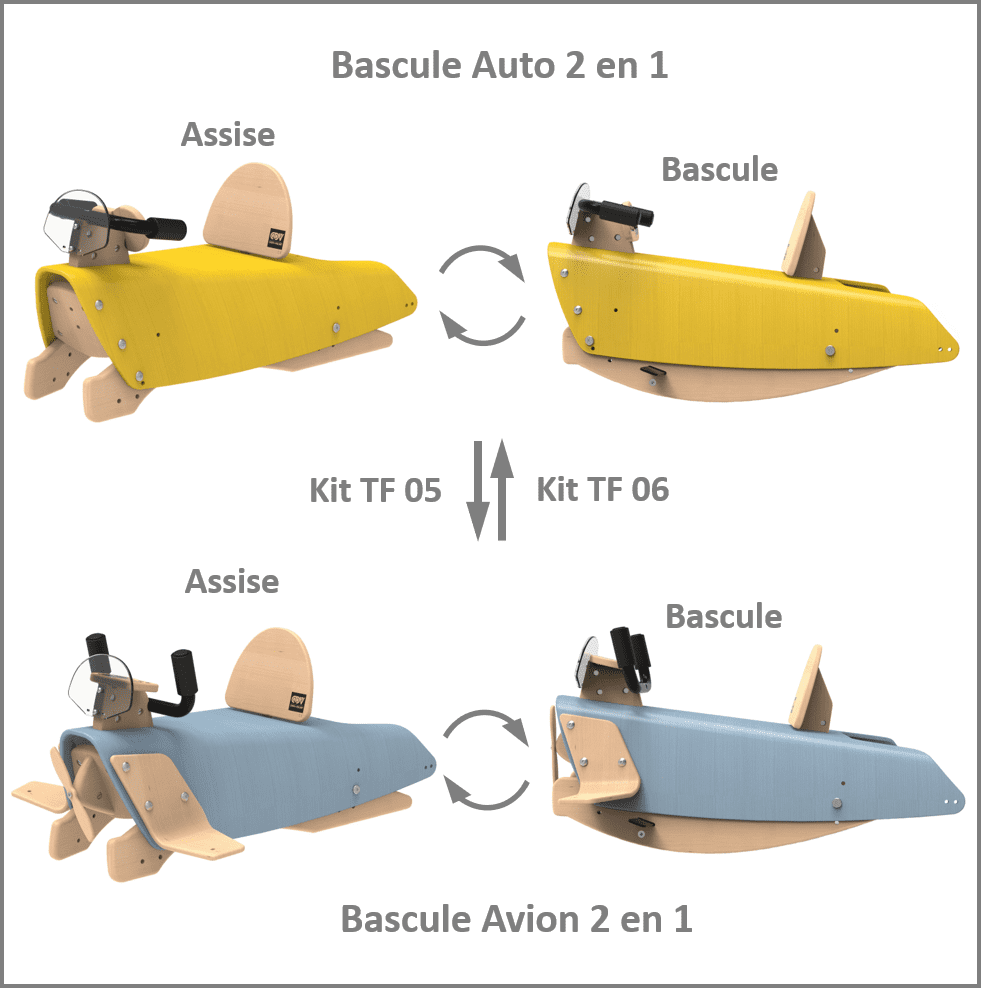 Bascule Auto 2 en 1
Assise
Bascule
Kit TF 05
Kit TF 06
Assise
Bascule
Bascule Avion 2 en 1